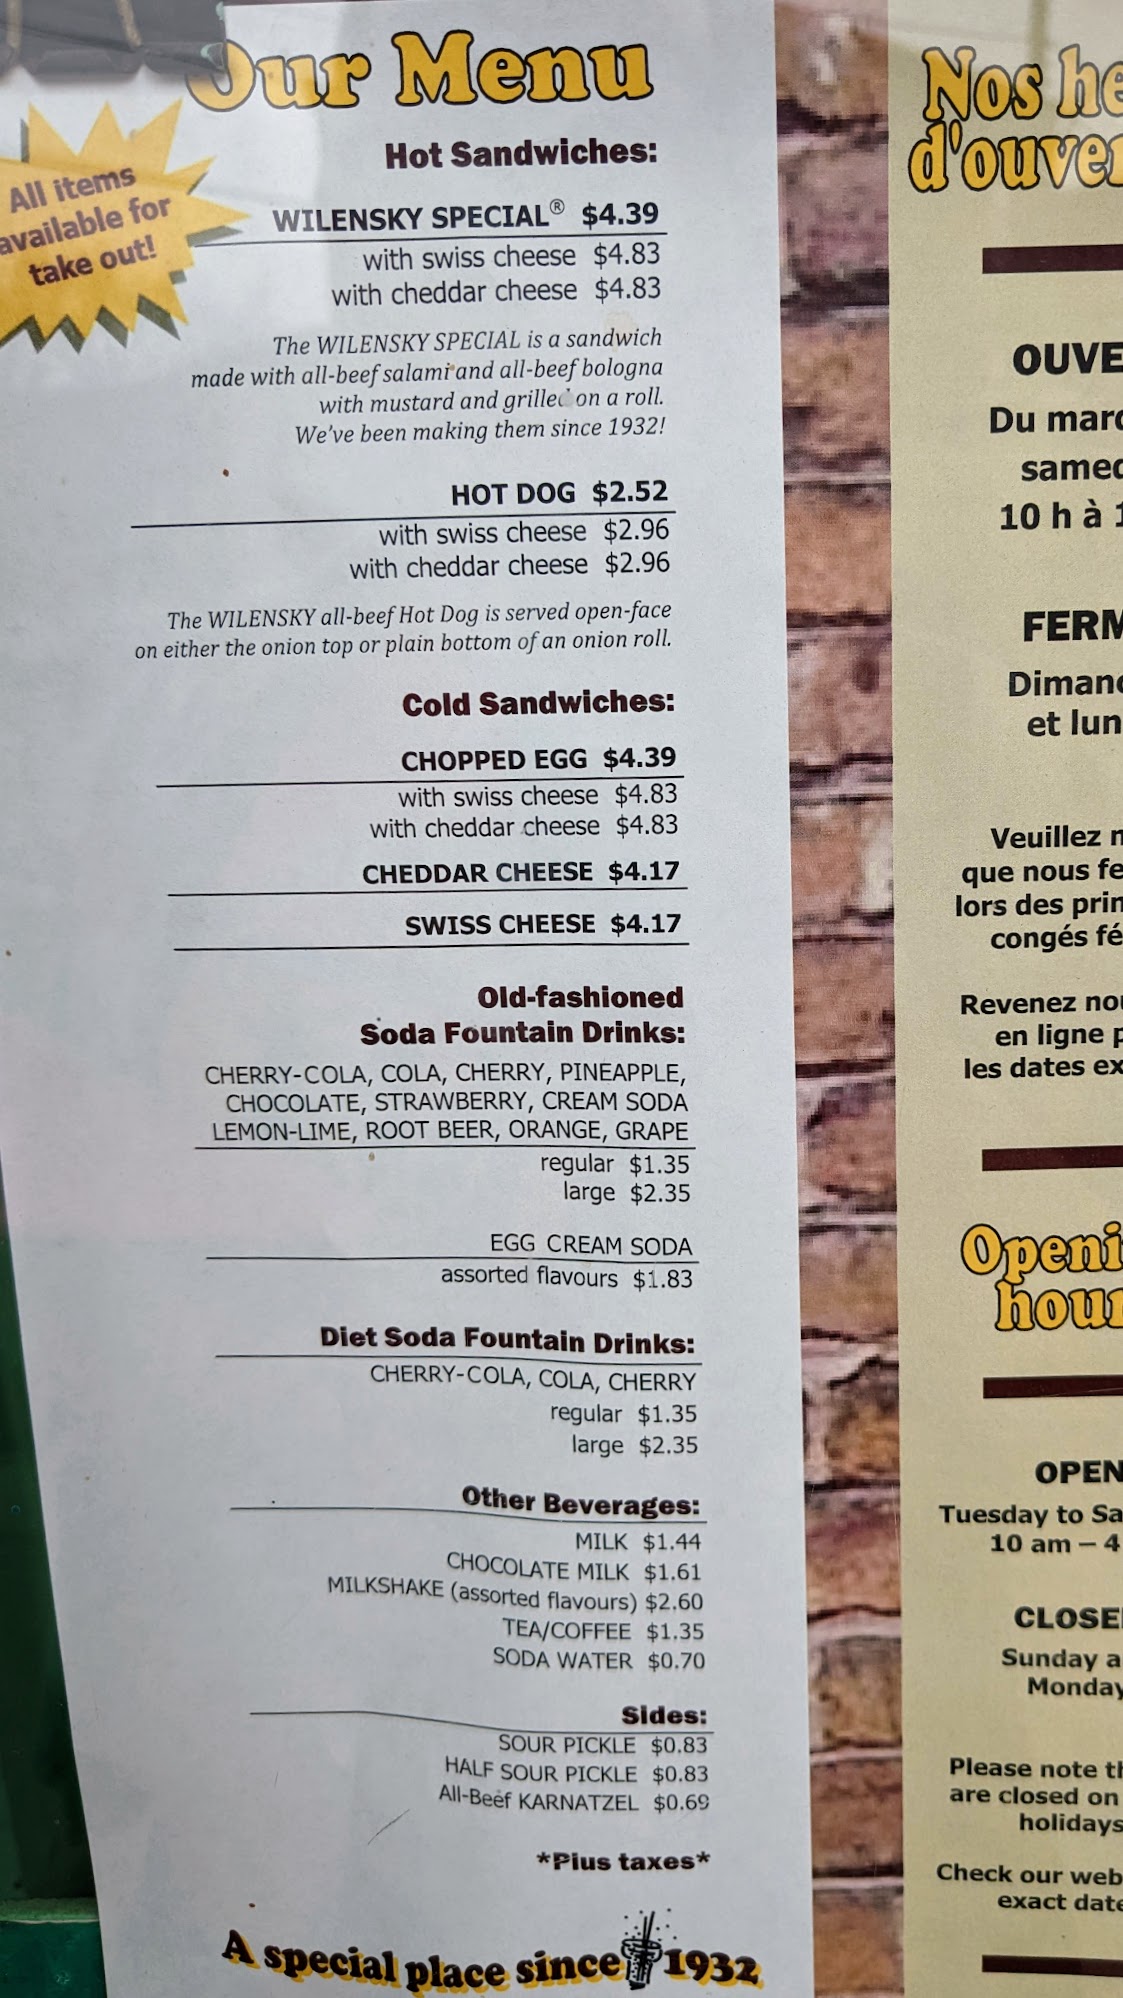 Our Menu
All items
available for
take out!
Hot Sandwiches:
WILENSKY SPECIAL® $4.39
with swiss cheese $4.83
with cheddar cheese $4.83
The WILENSKY SPECIAL is a sandwich
made with all-beef salami and all-beef bologna
with mustard and grilled on a roll.
We've been making them since 1932!
HOT DOG $2.52
with swiss cheese $2.96
with cheddar cheese $2.96
The WILENSKY all-beef Hot Dog is served open-face
on either the onion top or plain bottom of an onion roll.
Cold Sandwiches:
CHOPPED EGG $4.39
with swiss cheese $4.83
with cheddar cheese $4.83
CHEDDAR CHEESE $4.17
SWISS CHEESE $4.17
Old-fashioned
Soda Fountain Drinks:
CHERRY-COLA, COLA, CHERRY, PINEAPPLE,
CHOCOLATE, STRAWBERRY, CREAM SODA
LEMON-LIME, ROOT BEER, ORANGE, GRAPE
regular $1.35
large $2.35
EGG CREAM SODA
assorted flavours $1.83
Diet Soda Fountain Drinks:
CHERRY-COLA, COLA, CHERRY
regular $1.35
large $2.35
Other Beverages:
MILK $1.44
CHOCOLATE MILK $1.61
MILKSHAKE (assorted flavours) $2.60
TEA/COFFEE $1.35
SODA WATER $0.70
Sides:
SOUR PICKLE $0.83
HALF SOUR PICKLE $0.83
All-Beef KARNATZEL $0.69
*Plus taxes*
A special place since 1932
Nos he
d'ouver
OUVE
Du mard
samed
10 h à 1
FERM
Dimanc
et lun
Veuillez n
que nous fe
lors des prin
congés fé
Revenez nou
en ligne p
les dates ex
Openi
hour
OPEN
Tuesday to Sa
10 am – 4
CLOSE
Sunday a
Monday
Please note th
are closed on
holidays
Check our web
exact date